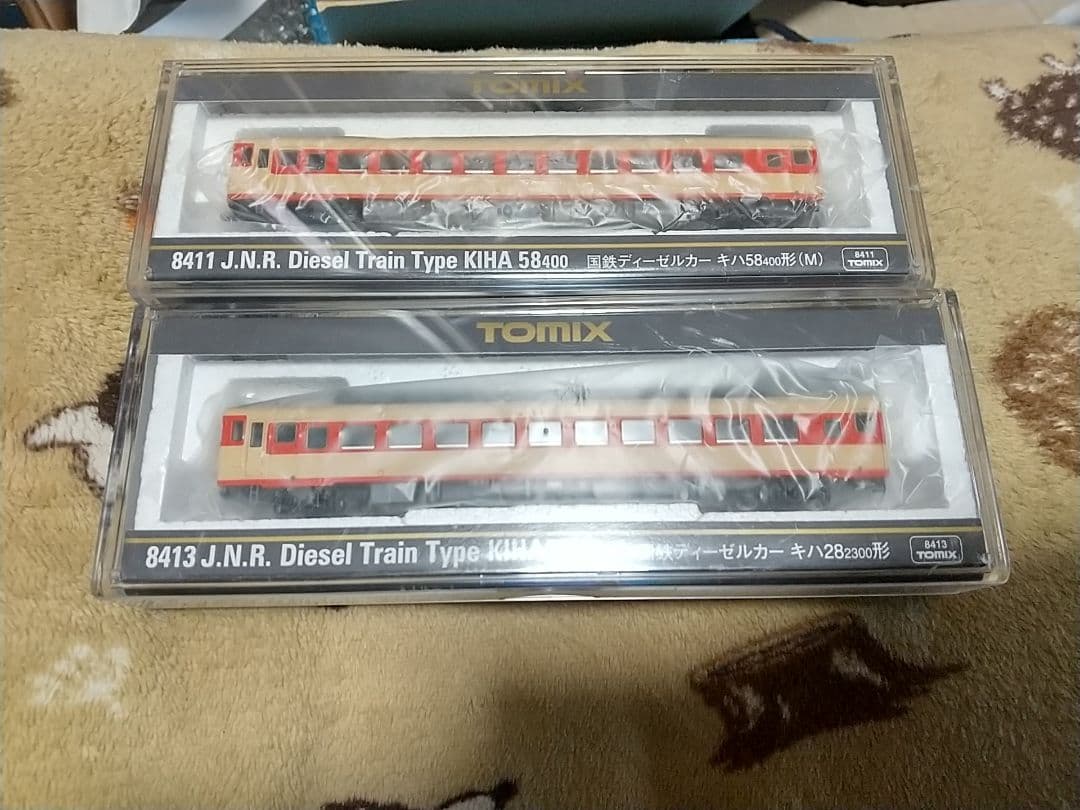 TOMIX
8411 J.N.R. Diesel Train Type KIHA 58400 国鉄ディーゼルカー キハ58400形(M) 8411
TOMIX
TOMIX
8413 J.N.R. Diesel Train Type KIHA 鉄ディーゼルカー キハ282300形 8413
TOMIX